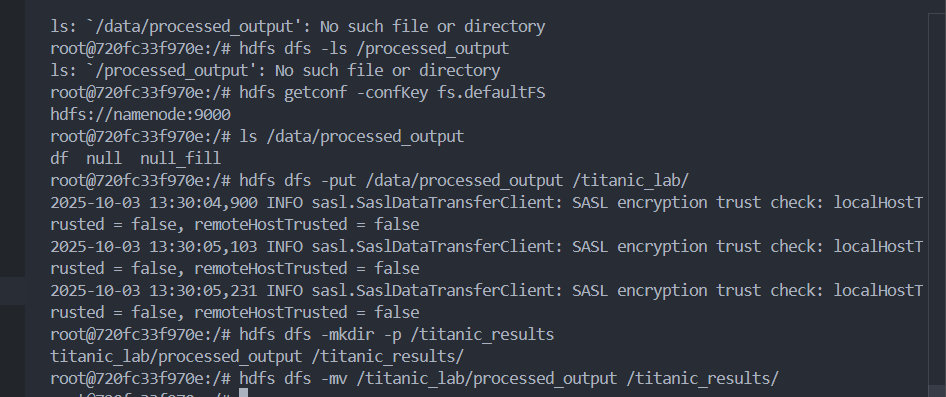 ls: `/data/processed_output': No such file or directory
root@720fc33f970e:/# hdfs dfs -ls /processed_output
ls: `/processed_output': No such file or directory
root@720fc33f970e:/# hdfs getconf -confKey fs.defaultFS
hdfs://namenode:9000
root@720fc33f970e:/# ls /data/processed_output
df  null  null_fill
root@720fc33f970e:/# hdfs dfs -put /data/processed_output /titanic_lab/
2025-10-03 13:30:04,900 INFO sasl.SaslDataTransferClient: SASL encryption trust check: localHostT
rusted = false, remoteHostTrusted = false
2025-10-03 13:30:05,103 INFO sasl.SaslDataTransferClient: SASL encryption trust check: localHostT
rusted = false, remoteHostTrusted = false
2025-10-03 13:30:05,231 INFO sasl.SaslDataTransferClient: SASL encryption trust check: localHostT
rusted = false, remoteHostTrusted = false
root@720fc33f970e:/# hdfs dfs -mkdir -p /titanic_results
titanic_lab/processed_output /titanic_results/
root@720fc33f970e:/# hdfs dfs -mv /titanic_lab/processed_output /titanic_results/